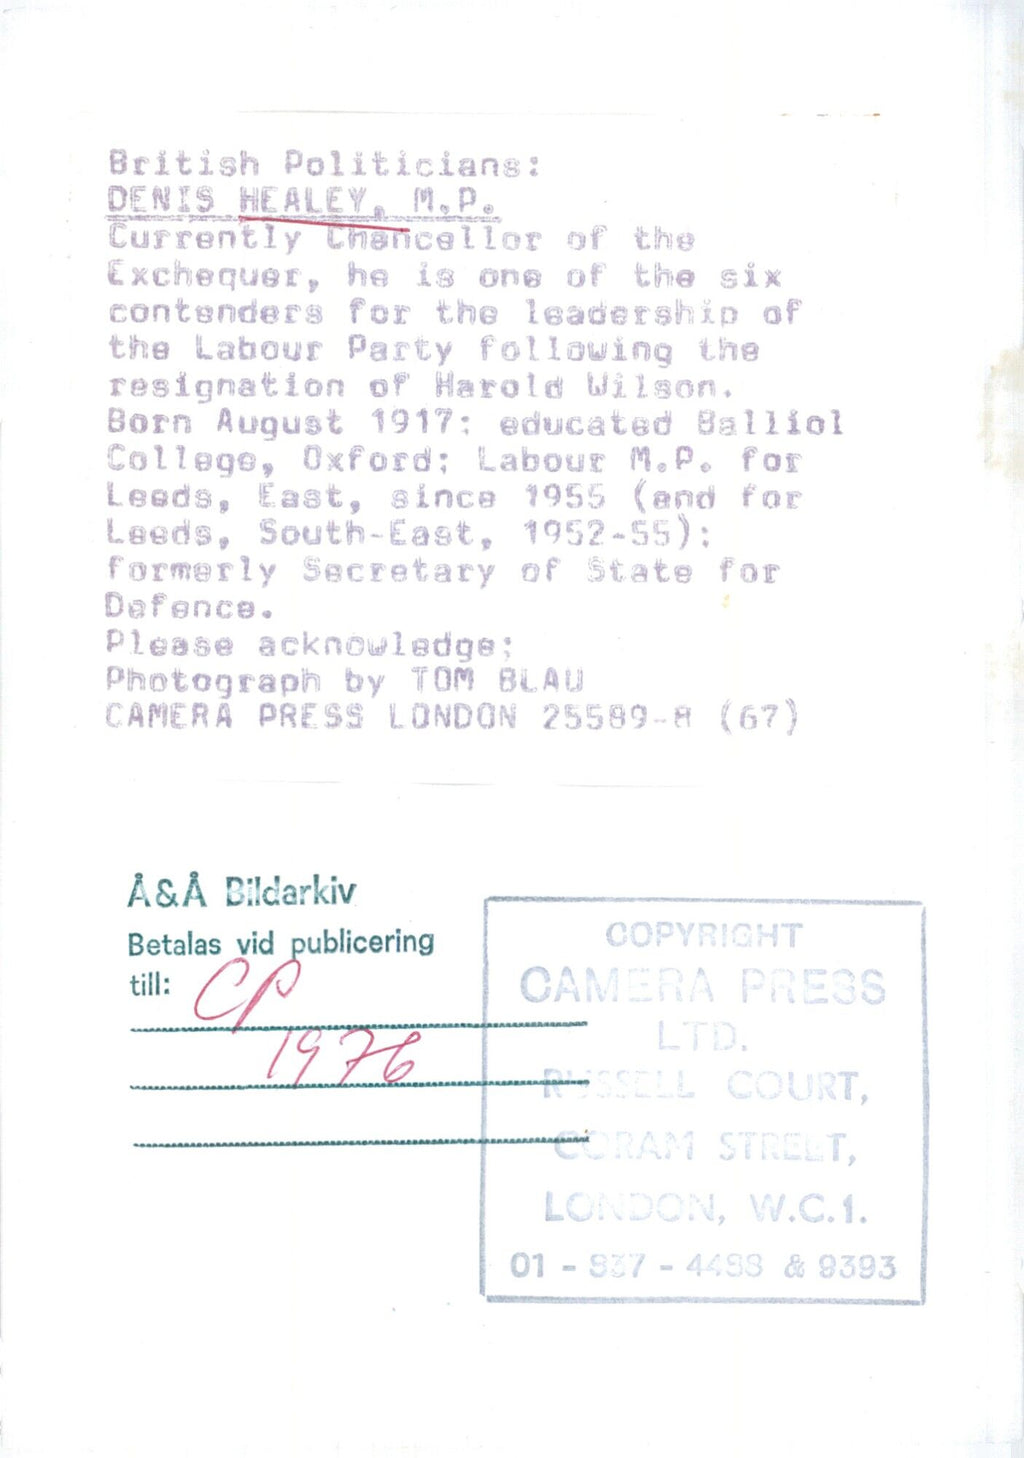 British Politicians:
DENIS HEALEY, M.P.
Currently Chancellor of the
Exchequer, he is one of the six
contenders for the leadership of
the Labour Party following the
resignation of Harold Wilson.
Born August 1917: educated Balliol
College, Oxford; Labour M.P. for
Leeds, East, since 1955 (and for
Leeds, South-East, 1952-55);
formerly Secretary of State for
Defence.
Please acknowledge;
Photograph by TOM BLAU
CAMERA PRESS LONDON 25589-8 (67)
Å&Å Bildarkiv
Betalas vid publicering
till: CP
1976
COPYRIGHT
CAMERA PRESS
LTD.
RUSSELL COURT,
CORAM STREET,
LONDON, W.C.1.
01 - 837 - 4488 & 9393